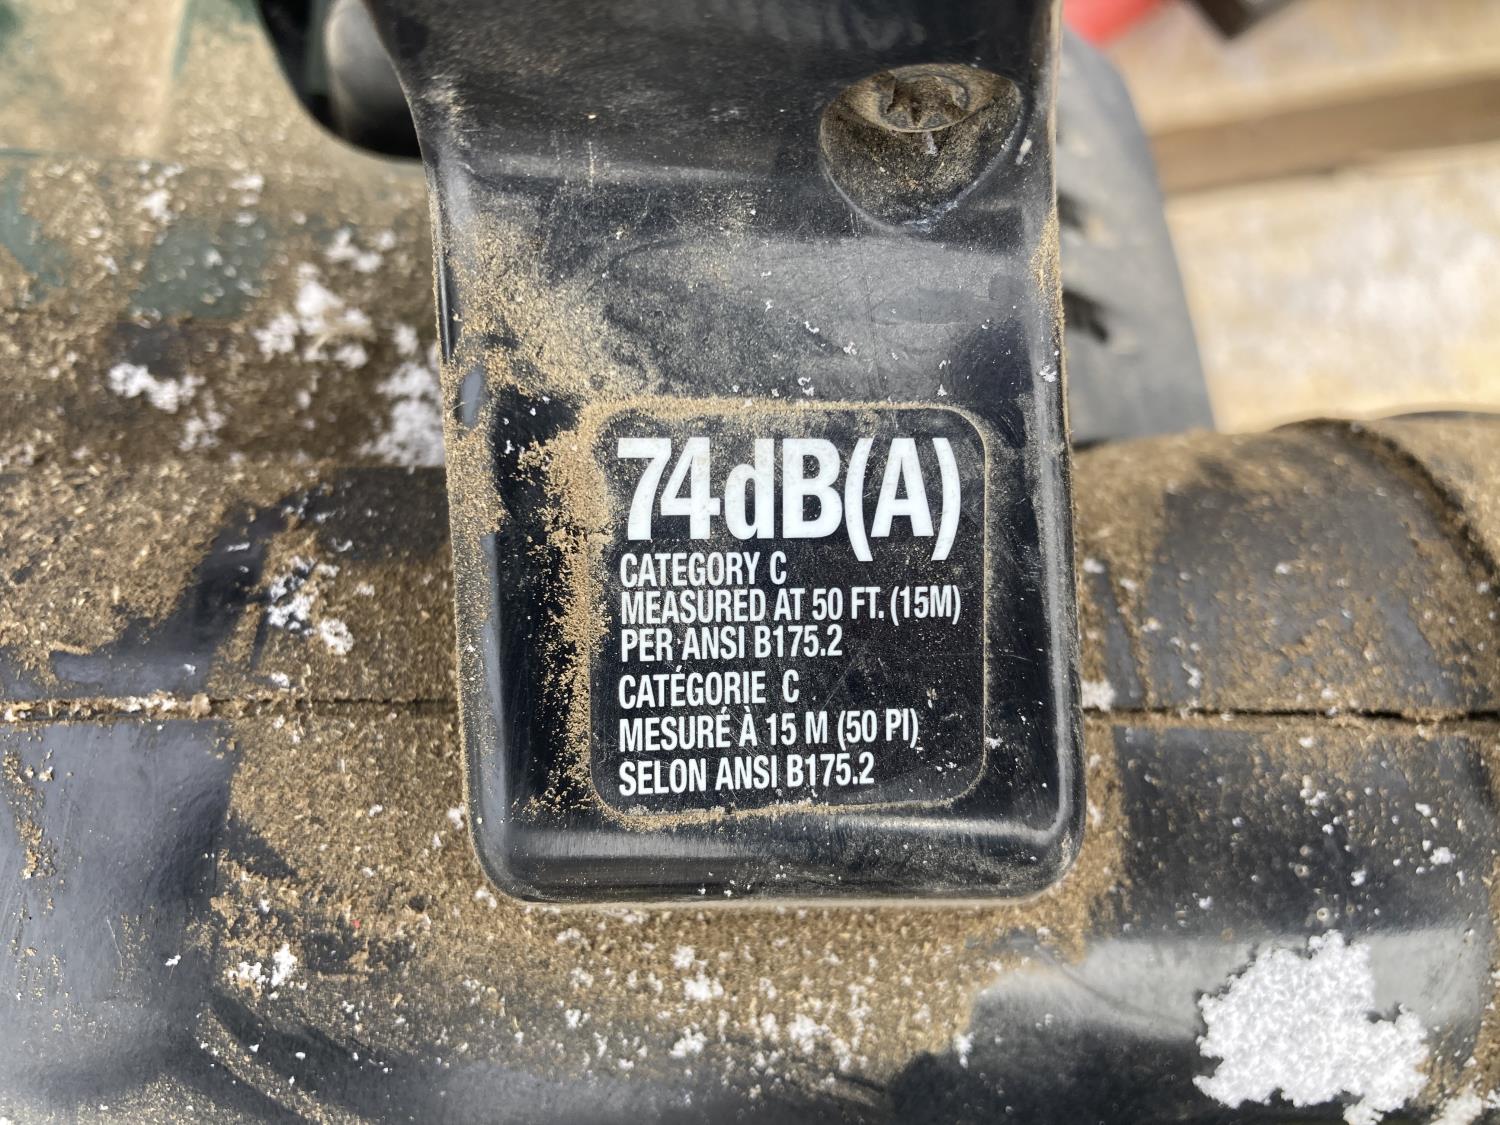 74dB(A)
CATEGORY C
MEASURED AT 50 FT. (15M)
PER ANSI B175.2
CATÉGORIE C
MESURÉ À 15 M (50 PI)
SELON ANSI B175.2